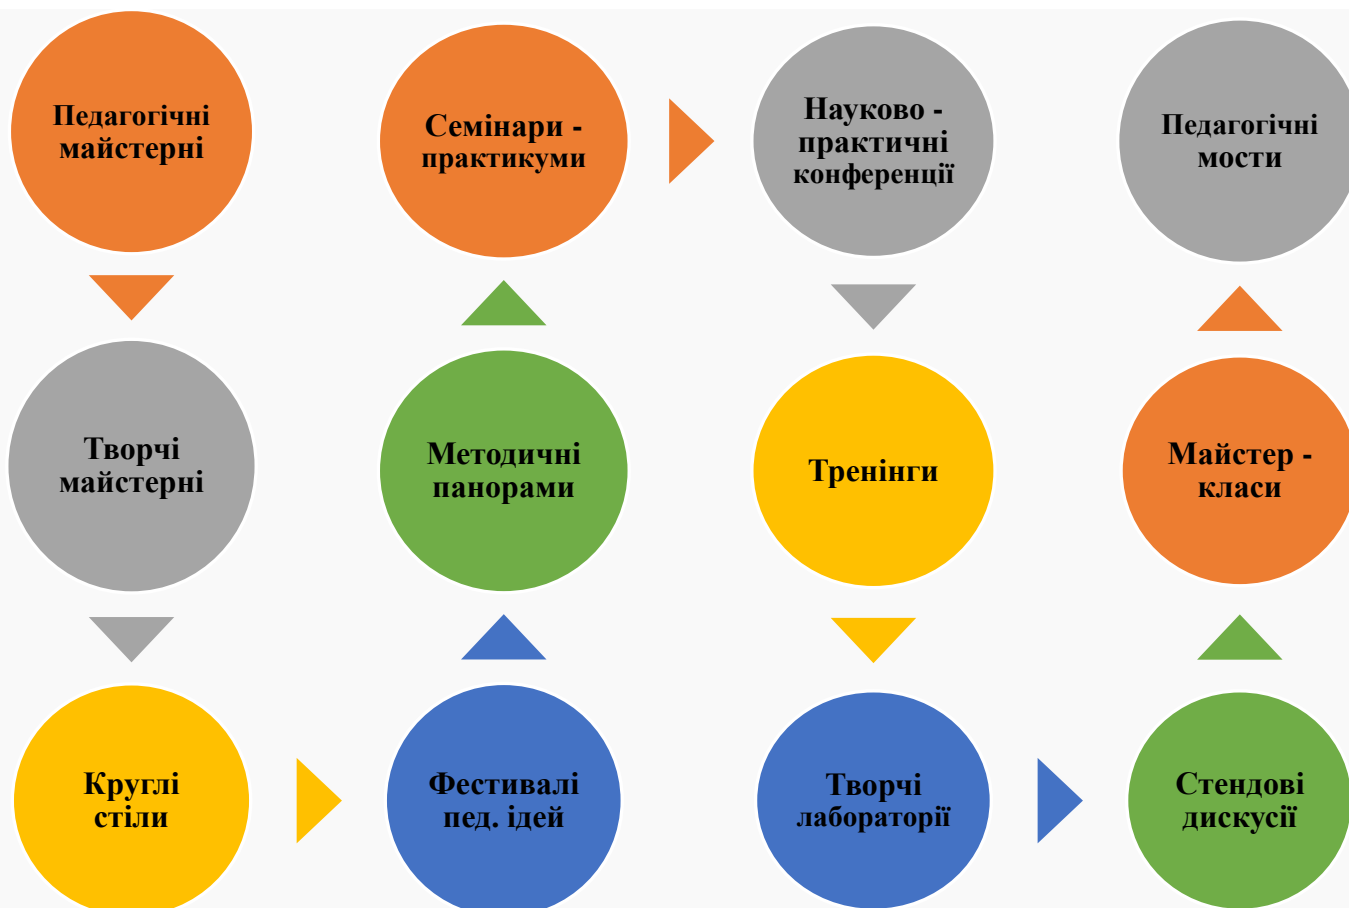 Педагогічні
майстерні
Творчі
майстерні
Круглі
стіли
Фестивалі
пед. ідей
Методичні
панорами
Семінари -
практикуми
Науково -
практичні
конференції
Тренінги
Творчі
лабораторії
Стендові
дискусії
Майстер -
класи
Педагогічні
мости